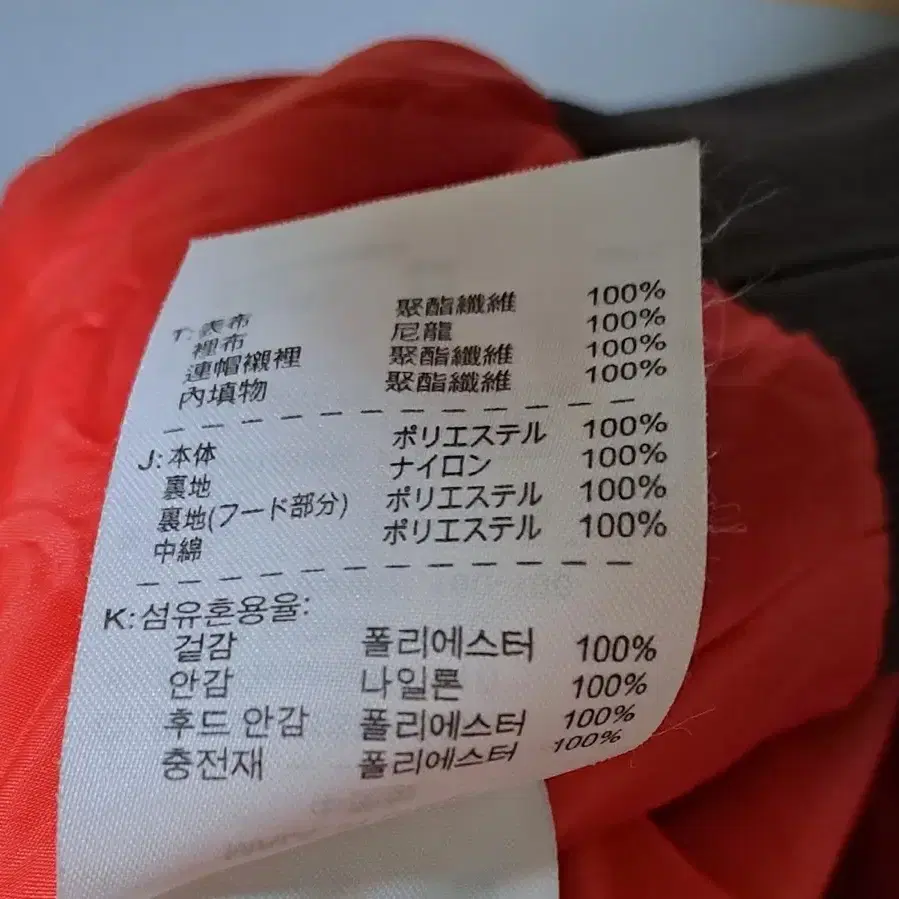 T:表布 聚酯纖維 100%
裡布 尼龍 100%
連帽襯裡 聚酯纖維 100%
內填物 聚酯纖維 100%
J:本体 ポリエステル 100%
裏地 ナイロン 100%
裏地(フード部分) ポリエステル 100%
中綿 ポリエステル 100%
K:섬유혼용율:
겉감 폴리에스터 100%
안감 나일론 100%
후드 안감 폴리에스터 100%
충전재 폴리에스터 100%